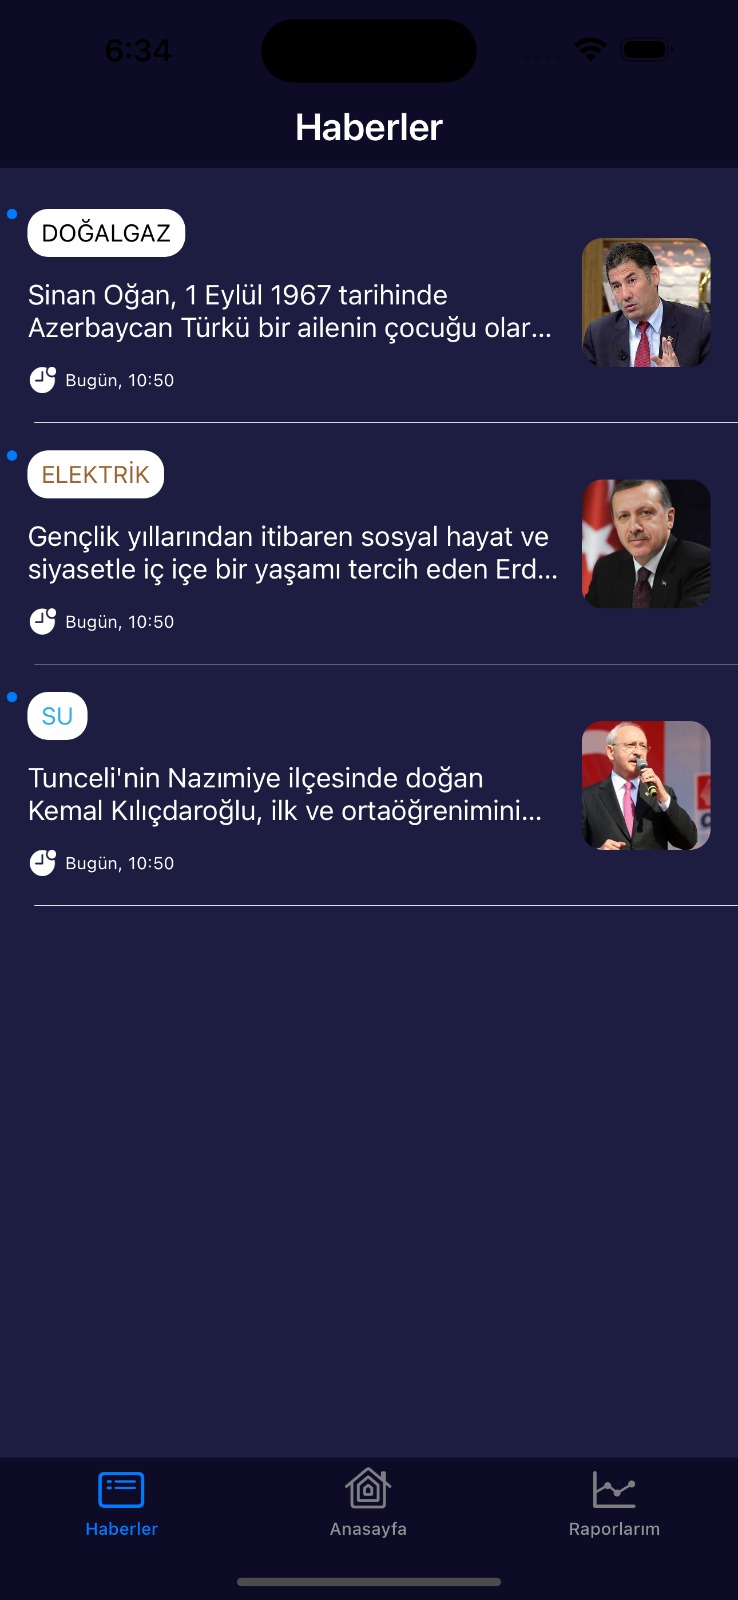 6:34
Haberler
DOĞALGAZ
Sinan Oğan, 1 Eylül 1967 tarihinde
Azerbaycan Türkü bir ailenin çocuğu olar...
Bugün, 10:50
ELEKTRİK
Gençlik yıllarından itibaren sosyal hayat ve
siyasetle iç içe bir yaşamı tercih eden Erd...
Bugün, 10:50
SU
Tunceli'nin Nazımiye ilçesinde doğan
Kemal Kılıçdaroğlu, ilk ve ortaöğrenimini...
Bugün, 10:50
Haberler
Anasayfa
Raporlarım